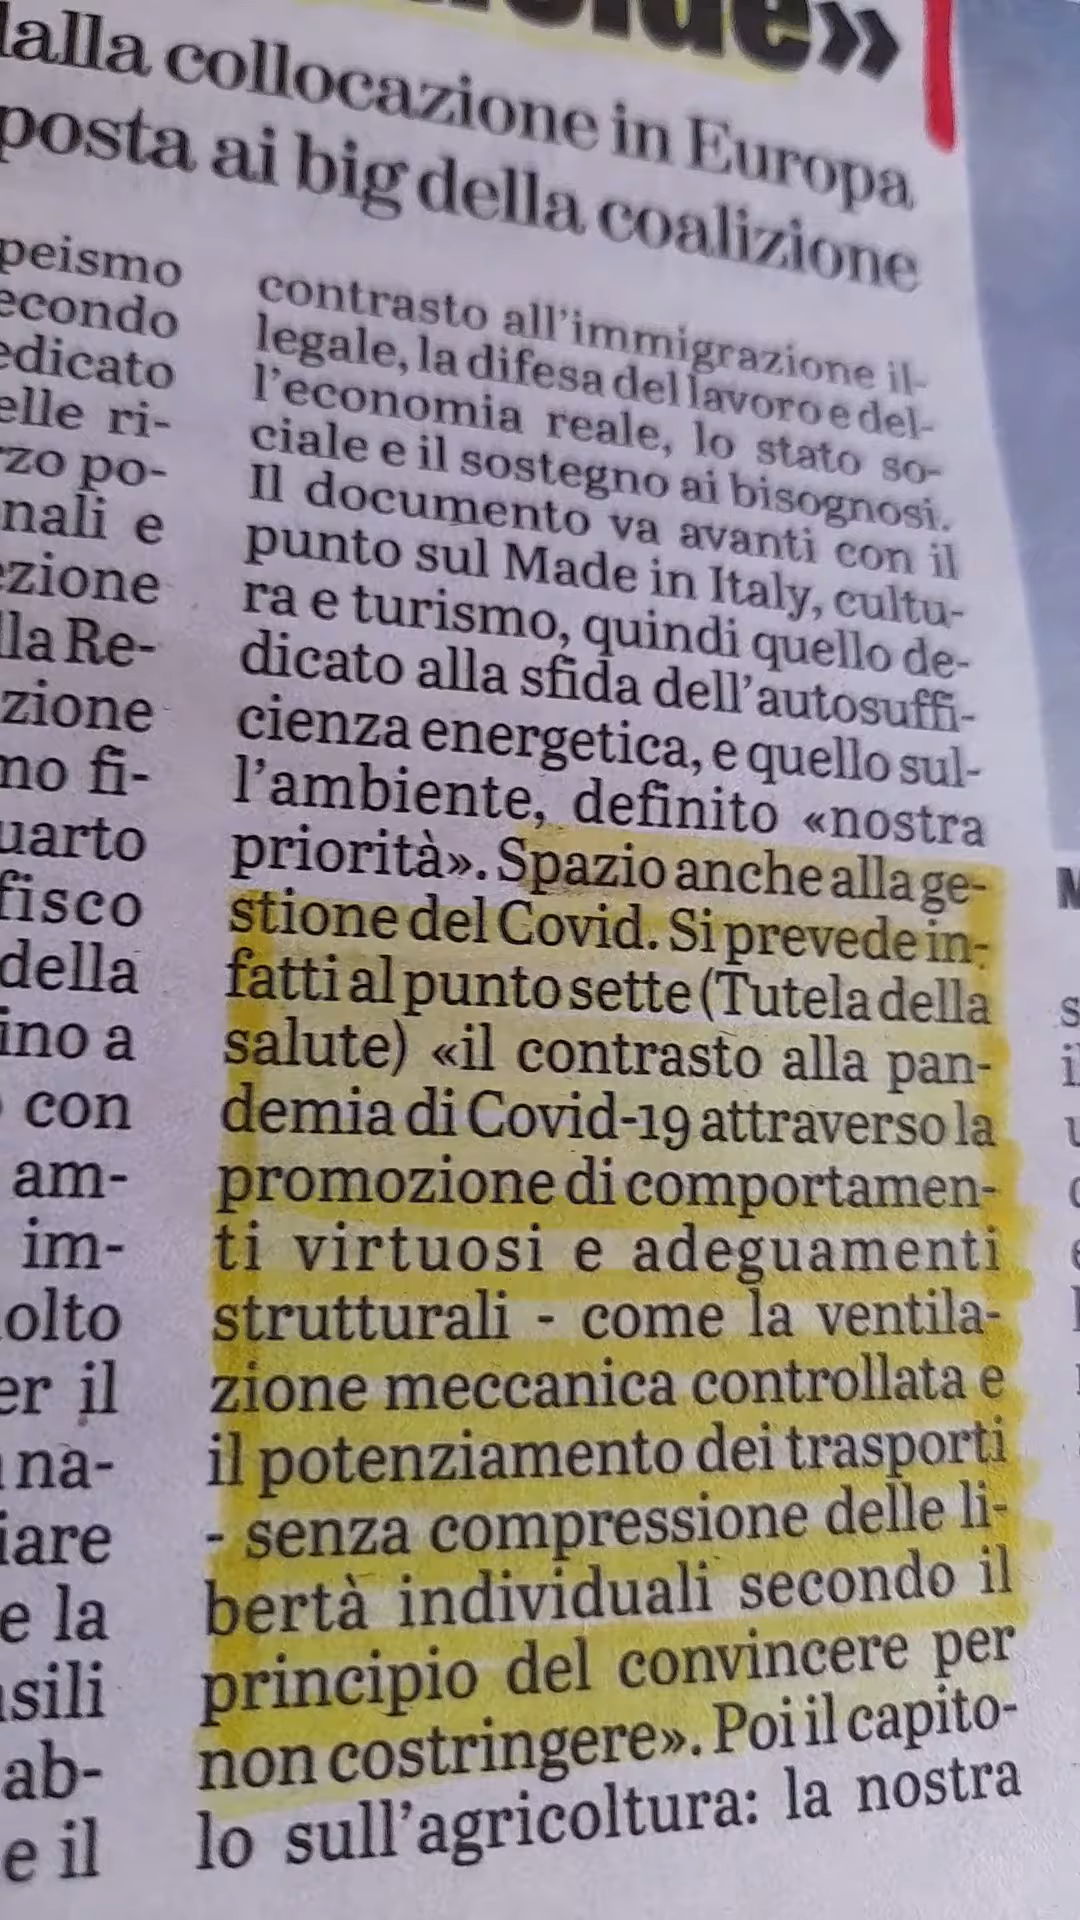 »
dalla collocazione in Europa
posta ai big della coalizione
peismo
econdo
edicato
elle ri-
zo po-
nali e
zione
lla Re-
zione
mo fi-
uarto
fisco
della
ino a
con
am-
im-
olto
er il
na-
iare
e la
sili
ab-
e il
contrasto all'immigrazione il-
legale, la difesa del lavoro e del-
l'economia reale, lo stato so-
ciale e il sostegno ai bisognosi.
Il documento va avanti con il
punto sul Made in Italy, cultu-
ra e turismo, quindi quello de-
dicato alla sfida dell'autosuffi-
cienza energetica, e quello sul-
l'ambiente, definito «nostra
priorità». Spazio anche alla ge-
stione del Covid. Si prevede in-
fatti al punto sette (Tutela della
salute) «il contrasto alla pan-
demia di Covid-19 attraverso la
promozione di comportamen-
ti virtuosi e adeguamenti
strutturali - come la ventila-
zione meccanica controllata e
il potenziamento dei trasporti
- senza compressione delle li-
bertà individuali secondo il
principio del convincere per
non costringere». Poi il capito-
lo sull'agricoltura: la nostra
M